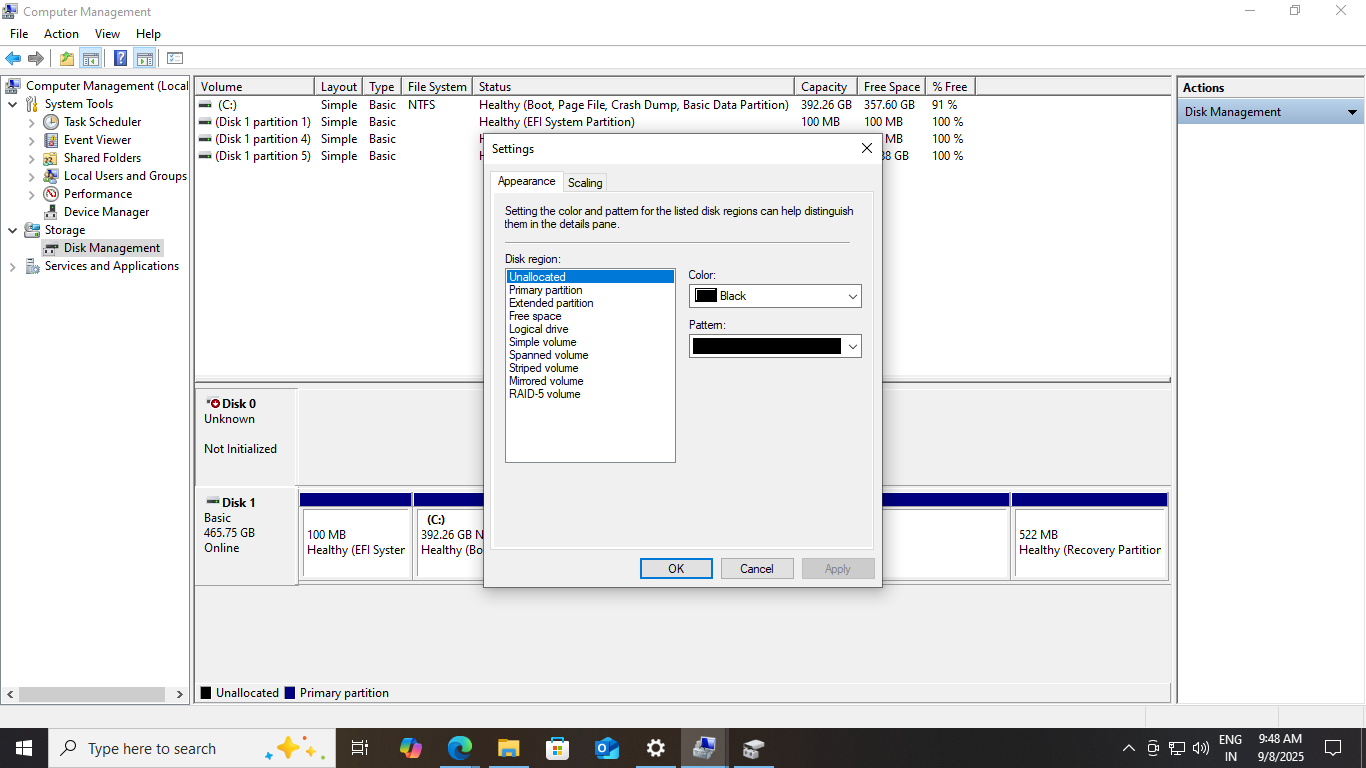 Computer Management
File Action View Help
Computer Management (Local
System Tools
Task Scheduler
Event Viewer
Shared Folders
Local Users and Groups
Performance
Device Manager
Storage
Disk Management
Services and Applications
Volume Layout Type File System Status Capacity Free Space % Free
(C:) Simple Basic NTFS Healthy (Boot, Page File, Crash Dump, Basic Data Partition) 392.26 GB 357.60 GB 91 %
(Disk 1 partition 1) Simple Basic Healthy (EFI System Partition) 100 MB 100 MB 100 %
(Disk 1 partition 4) Simple Basic MB 100 %
(Disk 1 partition 5) Simple Basic GB 100 %
Actions
Disk Management
Settings
Appearance Scaling
Setting the color and pattern for the listed disk regions can help distinguish
them in the details pane.
Disk region:
Unallocated
Primary partition
Extended partition
Free space
Logical drive
Simple volume
Spanned volume
Striped volume
Mirrored volume
RAID-5 volume
Color:
Black
Pattern:
OK Cancel Apply
Disk 0
Unknown
Not Initialized
Disk 1
Basic
465.75 GB
Online
100 MB
Healthy (EFI System
(C:)
392.26 GB N
Healthy (Bo
522 MB
Healthy (Recovery Partition
Unallocated Primary partition
Type here to search
ENG
IN
9:48 AM
9/8/2025